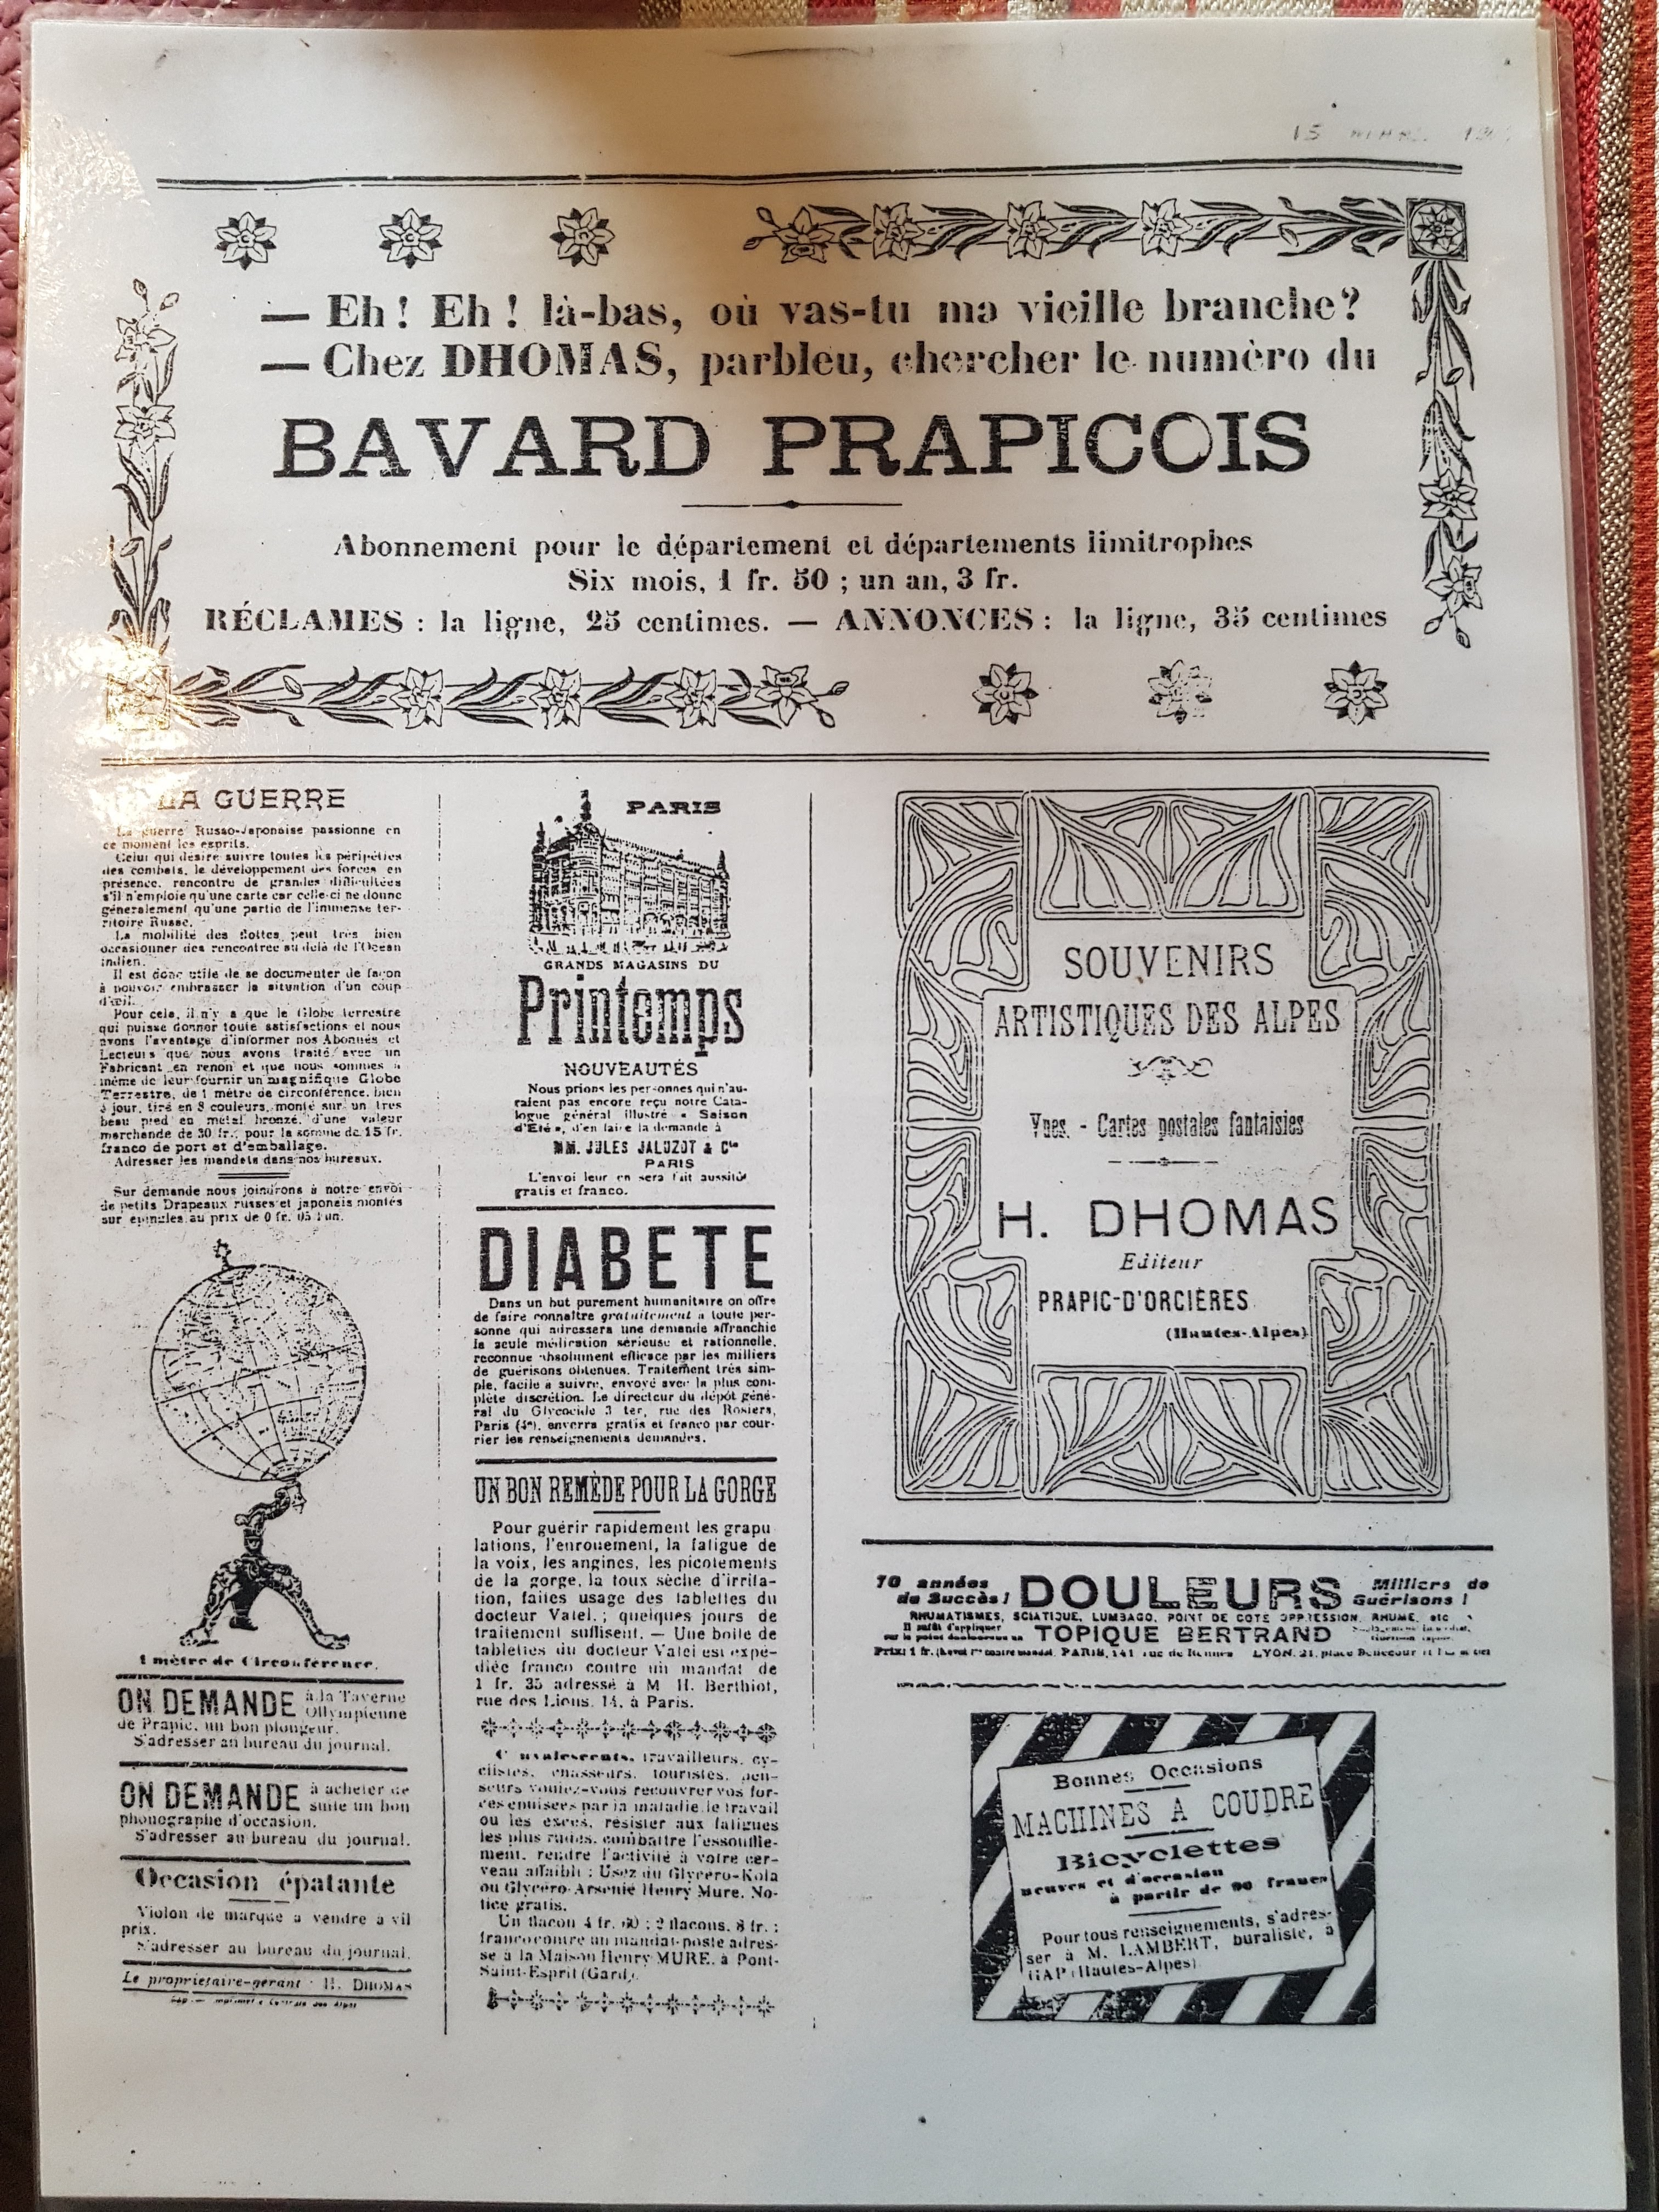 15
— Eh ! Eh ! là-bas, où vas-tu ma vieille branche?
— Chez DHOMAS, parbleu, chercher le numéro du
BAVARD PRAPICOIS
Abonnement pour le département et départements limitrophes
Six mois, 1 fr. 50 ; un an, 3 fr.
RÉCLAMES : la ligne, 25 centimes. — ANNONCES : la ligne, 35 centimes
LA GUERRE
La guerre Russo-Japonaise passionne en
ce moment les esprits.
Celui qui désire suivre toutes les péripéties
des combats, le développement des forces en
présence, rencontre de grandes difficultées
s'il n'emploie qu'une carte car celle-ci ne donne
généralement qu'une partie de l'immense ter-
ritoire Russe.
La mobilité des flottes peut très bien
occasionner des rencontres au delà de l'Océan
indien.
Il est donc utile de se documenter de façon
à pouvoir embrasser la situation d'un coup
d'œil.
Pour cela, il n'y a que le Globe terrestre
qui puisse donner toute satisfactions et nous
avons l'avantage d'informer nos Abonnés et
Lecteurs que nous avons traité avec un
Fabricant en renon et que nous sommes à
même de leur fournir un magnifique Globe
Terrestre, de 1 mètre de circonférence, bien
à jour, tiré en 8 couleurs, monté sur un très
beau pied en métal bronzé, d'une valeur
marchande de 30 fr., pour la somme de 15 fr.
franco de port et d'emballage.
Adresser les mandats dans nos bureaux.
Sur demande nous joindrons à notre envoi
de petits Drapeaux russes et japonais montés
sur épingles au prix de 0 fr. 05 l'un.
1 mètre de Circonférence.
ON DEMANDE à la Taverne
Ollympienne
de Prapic, un bon plongeur.
S'adresser au bureau du journal.
ON DEMANDE à acheter de
suite un bon
phonographe d'occasion.
S'adresser au bureau du journal.
Occasion épatante
Violon de marque à vendre à vil
prix.
S'adresser au bureau du journal.
Le propriétaire-gérant : H. DHOMAS
PARIS
GRANDS MAGASINS DU
Printemps
NOUVEAUTÉS
Nous prions les personnes qui n'au-
raient pas encore reçu notre Cata-
logue général illustré « Saison
d'Été », d'en faire la demande à
MM. JULES JALUZOT & Cie
PARIS
L'envoi leur en sera fait aussitôt
gratis et franco.
DIABETE
Dans un but purement humanitaire on offre
de faire connaître gratuitement à toute per-
sonne qui adressera une demande affranchie
la seule médication sérieuse et rationnelle,
reconnue absolument efficace par les milliers
de guérisons obtenues. Traitement très sim-
ple, facile à suivre, envoyé avec la plus com-
plète discrétion. Le directeur du dépôt géné-
ral du Glycocide 3 ter, rue des Rosiers,
Paris (4e), enverra gratis et franco par cour-
rier les renseignements demandés.
UN BON REMÈDE POUR LA GORGE
Pour guérir rapidement les grapu
lations, l'enrouement, la fatigue de
la voix, les angines, les picotements
de la gorge, la toux sèche d'irrita-
tion, faites usage des tablettes du
docteur Vatel. ; quelques jours de
traitement suffisent. — Une boîte de
tablettes du docteur Vatel est expé-
diée franco contre un mandat de
1 fr. 35 adressé à M H. Berthiot,
rue des Lions, 14, à Paris.
Convalescents, travailleurs, cy-
clistes, chasseurs, touristes, pen-
seurs voulez-vous recouvrer vos for-
ces épuisées par la maladie, le travail
ou les excès, résister aux fatigues
les plus rudes, combattre l'essouffle-
ment, rendre l'activité à votre cer-
veau affaibli : Usez du Glycéro-Kola
ou Glycéro-Arsenié Henry Mure. No-
tice gratis.
Un flacon 4 fr. 50 ; 2 flacons, 8 fr. ;
franco contre un mandat-poste adres-
sé à la Maison Henry MURE, à Pont-
Saint-Esprit (Gard).
SOUVENIRS
ARTISTIQUES DES ALPES
Vues. - Cartes postales fantaisies
H. DHOMAS
Editeur
PRAPIC-D'ORCIÈRES
(Hautes-Alpes)
10 années
de Succès ! DOULEURS Milliers de
Guérisons !
RHUMATISMES, SCIATIQUE, LUMBAGO, POINT DE COTÉ OPPRESSION, RHUME, etc
Il suffit d'appliquer
TOPIQUE BERTRAND
Prix: 1 fr. PARIS, 141 rue de Rennes LYON, 21, place Bellecour
Bonnes Occasions
MACHINES A COUDRE
Bicyclettes
neuves et d'occasion
à partir de 90 francs
Pour tous renseignements, s'adres-
ser à M. LAMBERT, buraliste, à
GAP (Hautes-Alpes).